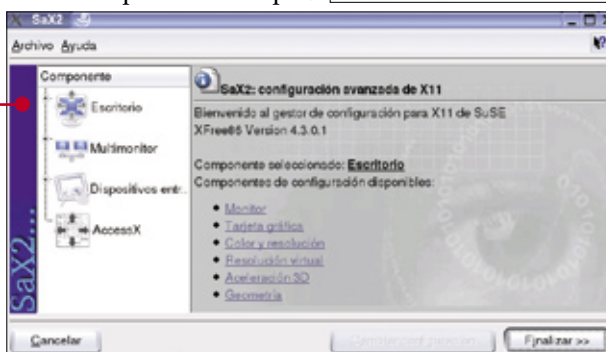 SaX2
Archivo Ayuda
Componente
Escritorio
Multimonitor
Dispositivos entr..
AccessX
SaX2...
SaX2: configuración avanzada de X11
Bienvenido al gestor de configuración para X11 de SuSE
XFree86 Version 4.3.0.1
Componente seleccionado: Escritorio
Componentes de configuración disponibles:
Monitor
Tarjeta gráfica
Color y resolución
Resolución virtual
Aceleración 3D
Geometría
Cancelar
Finalizar >>